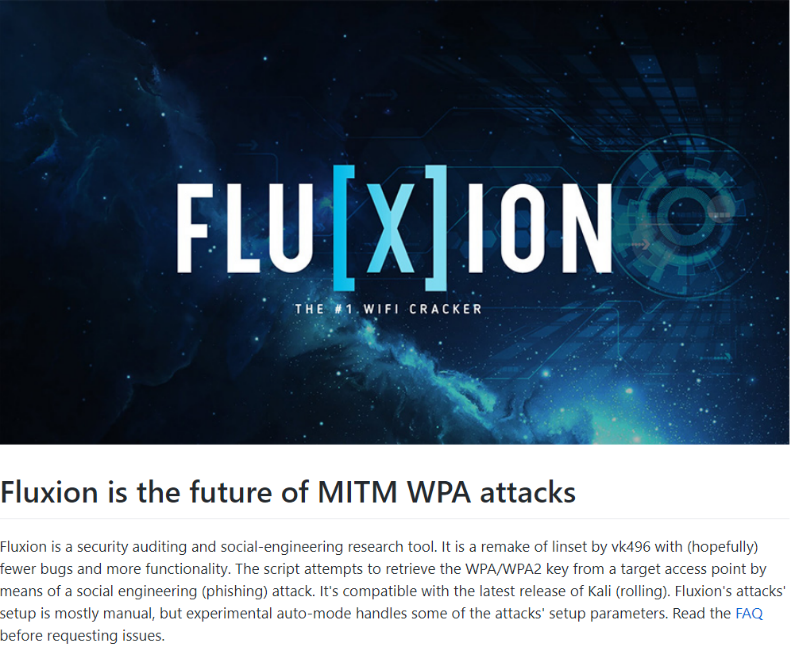 FLU[X]ION
THE #1 WIFI CRACKER
Fluxion is the future of MITM WPA attacks
Fluxion is a security auditing and social-engineering research tool. It is a remake of linset by vk496 with (hopefully)
fewer bugs and more functionality. The script attempts to retrieve the WPA/WPA2 key from a target access point by
means of a social engineering (phishing) attack. It's compatible with the latest release of Kali (rolling). Fluxion's attacks'
setup is mostly manual, but experimental auto-mode handles some of the attacks' setup parameters. Read the FAQ
before requesting issues.